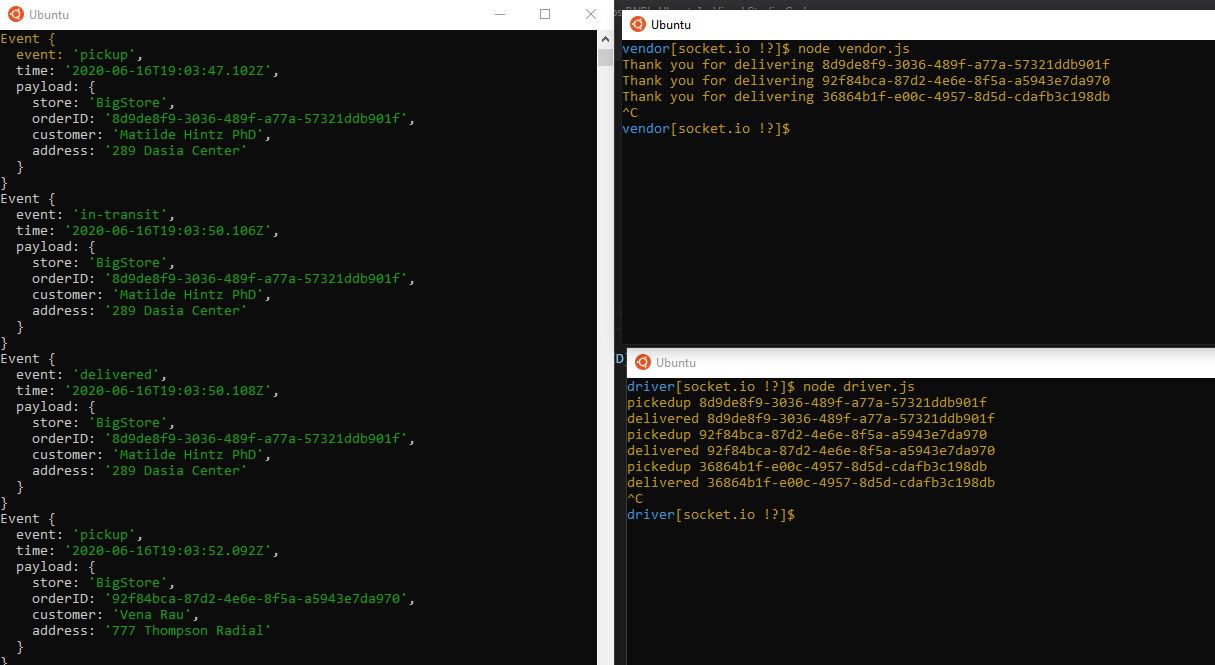 Ubuntu
Event {
  event: 'pickup',
  time: '2020-06-16T19:03:47.102Z',
  payload: {
    store: 'BigStore',
    orderID: '8d9de8f9-3036-489f-a77a-57321ddb901f',
    customer: 'Matilde Hintz PhD',
    address: '289 Dasia Center'
  }
}
Event {
  event: 'in-transit',
  time: '2020-06-16T19:03:50.106Z',
  payload: {
    store: 'BigStore',
    orderID: '8d9de8f9-3036-489f-a77a-57321ddb901f',
    customer: 'Matilde Hintz PhD',
    address: '289 Dasia Center'
  }
}
Event {
  event: 'delivered',
  time: '2020-06-16T19:03:50.108Z',
  payload: {
    store: 'BigStore',
    orderID: '8d9de8f9-3036-489f-a77a-57321ddb901f',
    customer: 'Matilde Hintz PhD',
    address: '289 Dasia Center'
  }
}
Event {
  event: 'pickup',
  time: '2020-06-16T19:03:52.092Z',
  payload: {
    store: 'BigStore',
    orderID: '92f84bca-87d2-4e6e-8f5a-a5943e7da970',
    customer: 'Vena Rau',
    address: '777 Thompson Radial'
  }
}
Ubuntu
vendor[socket.io !?]$ node vendor.js
Thank you for delivering 8d9de8f9-3036-489f-a77a-57321ddb901f
Thank you for delivering 92f84bca-87d2-4e6e-8f5a-a5943e7da970
Thank you for delivering 36864b1f-e00c-4957-8d5d-cdafb3c198db
^C
vendor[socket.io !?]$
ID]
Ubuntu
driver[socket.io !?]$ node driver.js
pickedup 8d9de8f9-3036-489f-a77a-57321ddb901f
delivered 8d9de8f9-3036-489f-a77a-57321ddb901f
pickedup 92f84bca-87d2-4e6e-8f5a-a5943e7da970
delivered 92f84bca-87d2-4e6e-8f5a-a5943e7da970
pickedup 36864b1f-e00c-4957-8d5d-cdafb3c198db
delivered 36864b1f-e00c-4957-8d5d-cdafb3c198db
^C
driver[socket.io !?]$